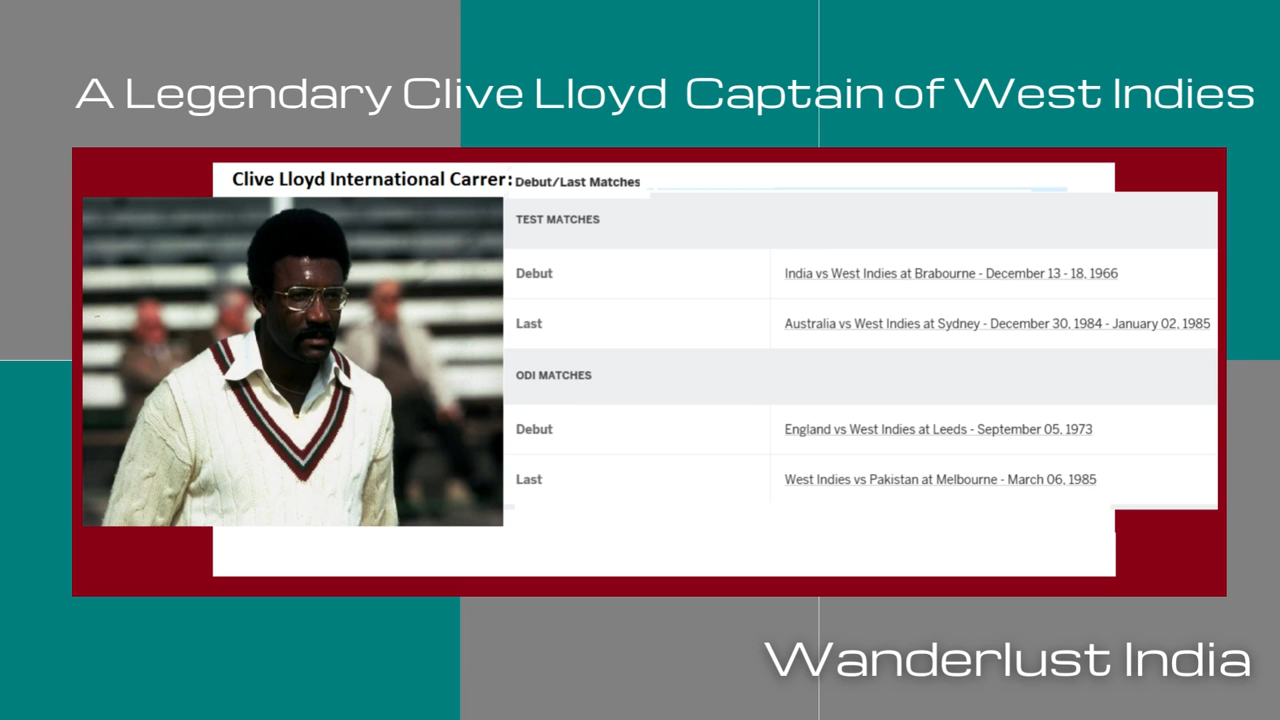 A Legendary Clive Lloyd Captain of West Indies
Clive Lloyd International Carrer: Debut/Last Matches
TEST MATCHES
Debut India vs West Indies at Brabourne - December 13 - 18, 1966
Last Australia vs West Indies at Sydney - December 30, 1984 - January 02, 1985
ODI MATCHES
Debut England vs West Indies at Leeds - September 05, 1973
Last West Indies vs Pakistan at Melbourne - March 06, 1985
Wanderlust India